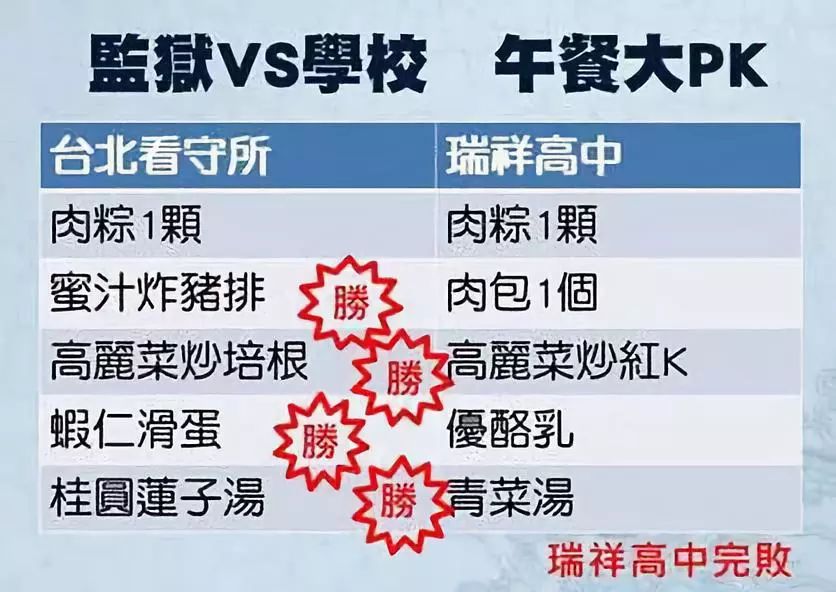 監獄VS學校 午餐大PK
台北看守所 瑞祥高中
肉粽1顆 肉粽1顆
蜜汁炸豬排 勝 肉包1個
高麗菜炒培根 勝 高麗菜炒紅K
蝦仁滑蛋 勝 優酪乳
桂圓蓮子湯 勝 青菜湯
瑞祥高中完敗